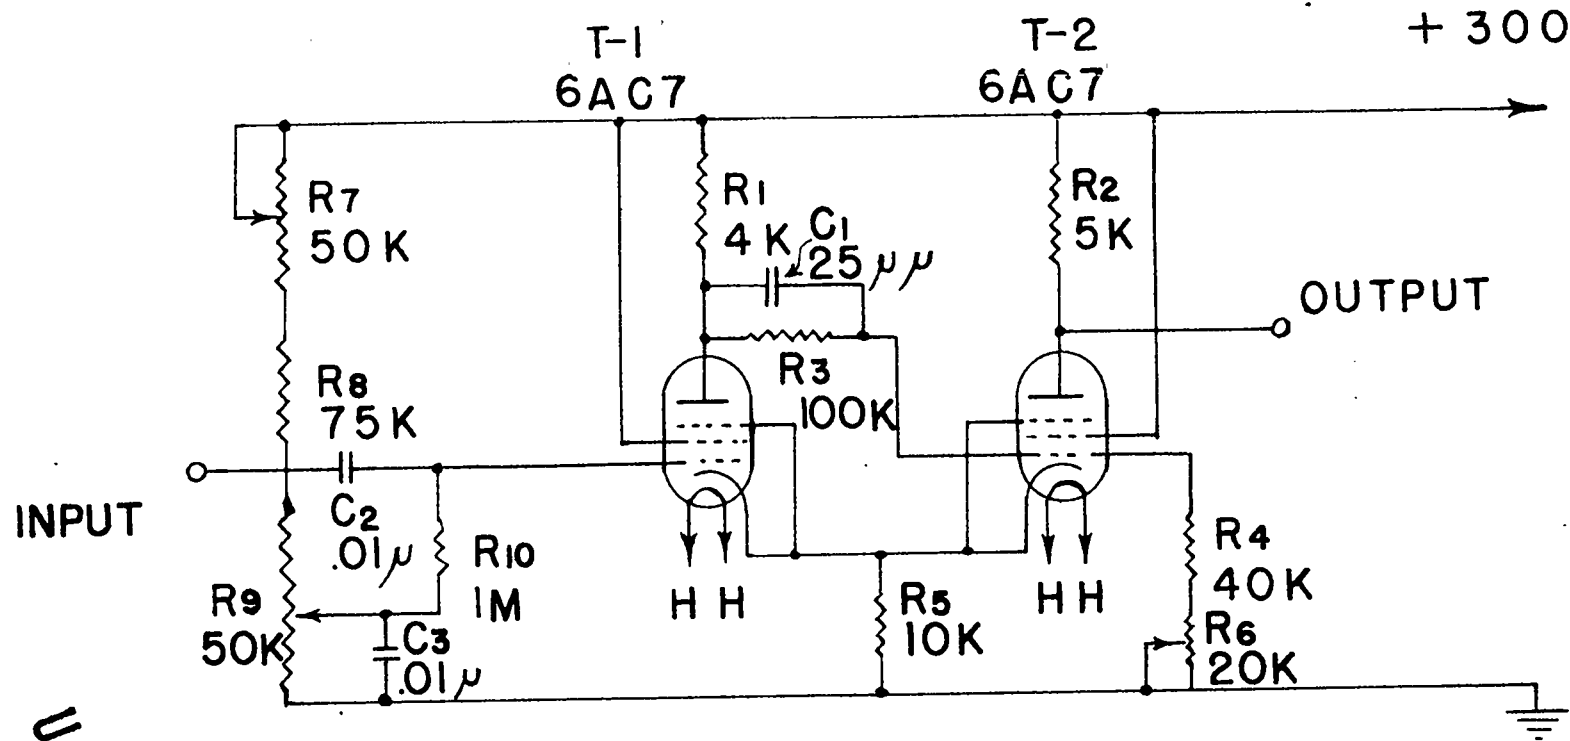 T-1
6AC7
T-2
6AC7
+300
R7
50K
R1
4K
C1
25μμ
R2
5K
OUTPUT
R8
75K
R3
100K
INPUT
C2
.01μ
R10
1M
R9
50K
C3
.01μ
H H
R5
10K
H H
R4
40K
R6
20K